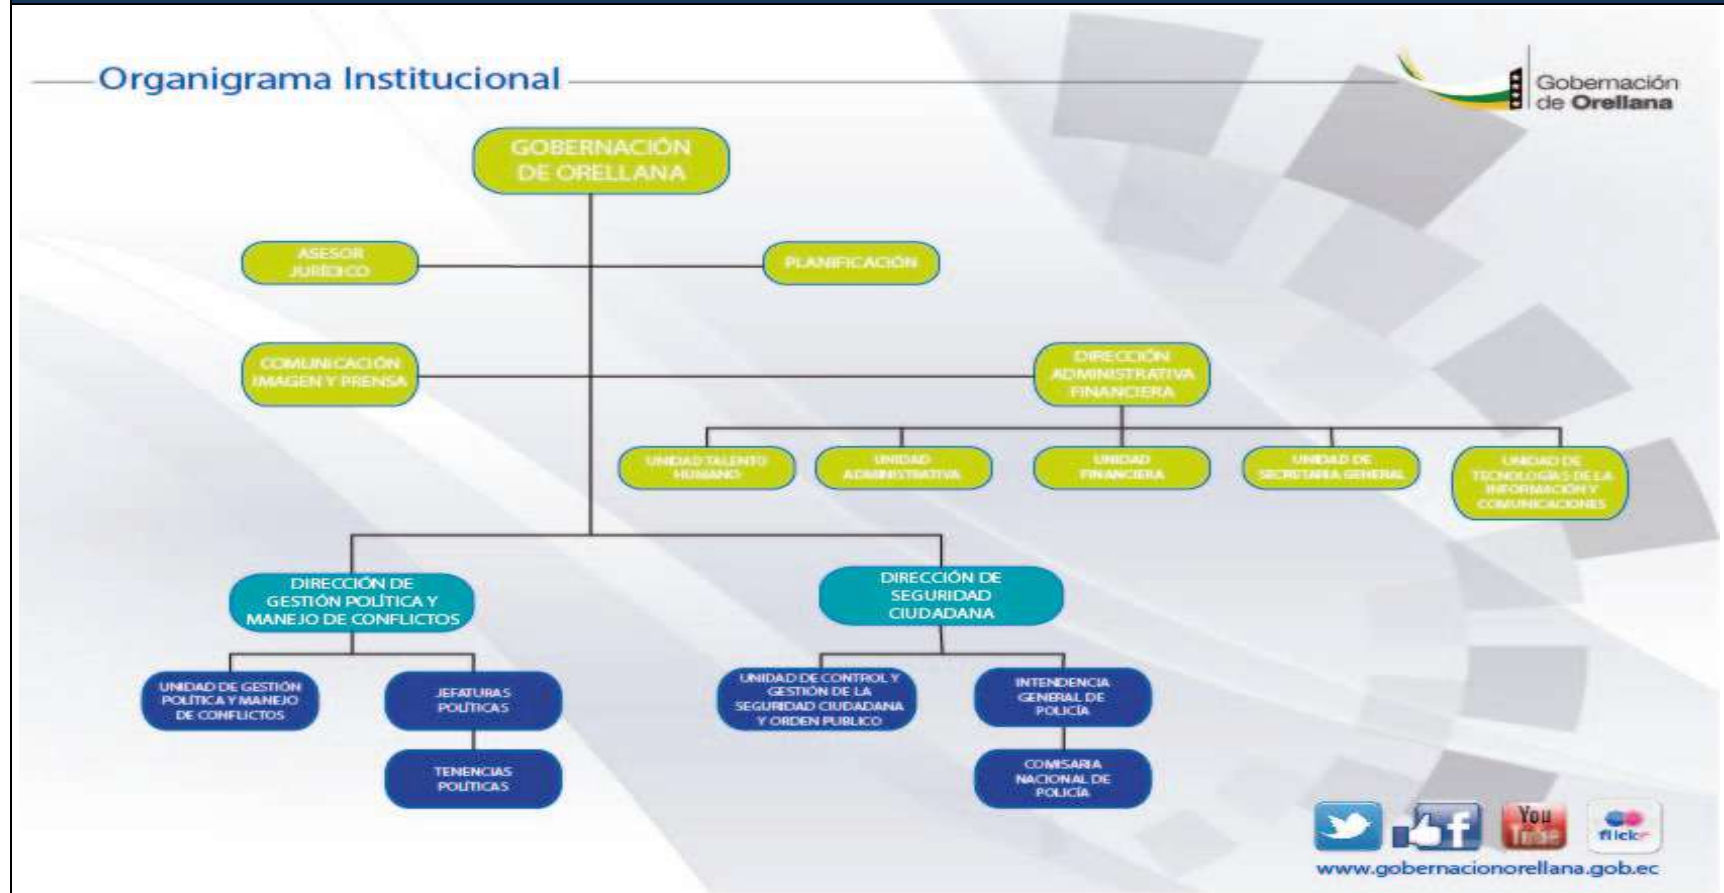 Organigrama Institucional
Gobernación
de Orellana
GOBERNACIÓN
DE ORELLANA
ASESOR
JURÍDICO
PLANIFICACIÓN
COMUNICACIÓN
IMAGEN Y PRENSA
DIRECCIÓN
ADMINISTRATIVA
FINANCIERA
UNIDAD TALENTO
HUMANO
UNIDAD
ADMINISTRATIVA
UNIDAD
FINANCIERA
UNIDAD DE
SECRETARIA GENERAL
UNIDAD DE
TECNOLOGÍAS DE LA
INFORMACIÓN Y
COMUNICACIONES
DIRECCIÓN DE
GESTIÓN POLÍTICA Y
MANEJO DE CONFLICTOS
DIRECCIÓN DE
SEGURIDAD
CIUDADANA
UNIDAD DE GESTIÓN
POLÍTICA Y MANEJO
DE CONFLICTOS
JEFATURAS
POLÍTICAS
UNIDAD DE CONTROL Y
GESTIÓN DE LA
SEGURIDAD CIUDADANA
Y ORDEN PUBLICO
INTENDENCIA
GENERAL DE
POLICÍA
TENENCIAS
POLÍTICAS
COMISARIA
NACIONAL DE
POLICÍA
You
Tube
flickr
www.gobernacionorellana.gob.ec